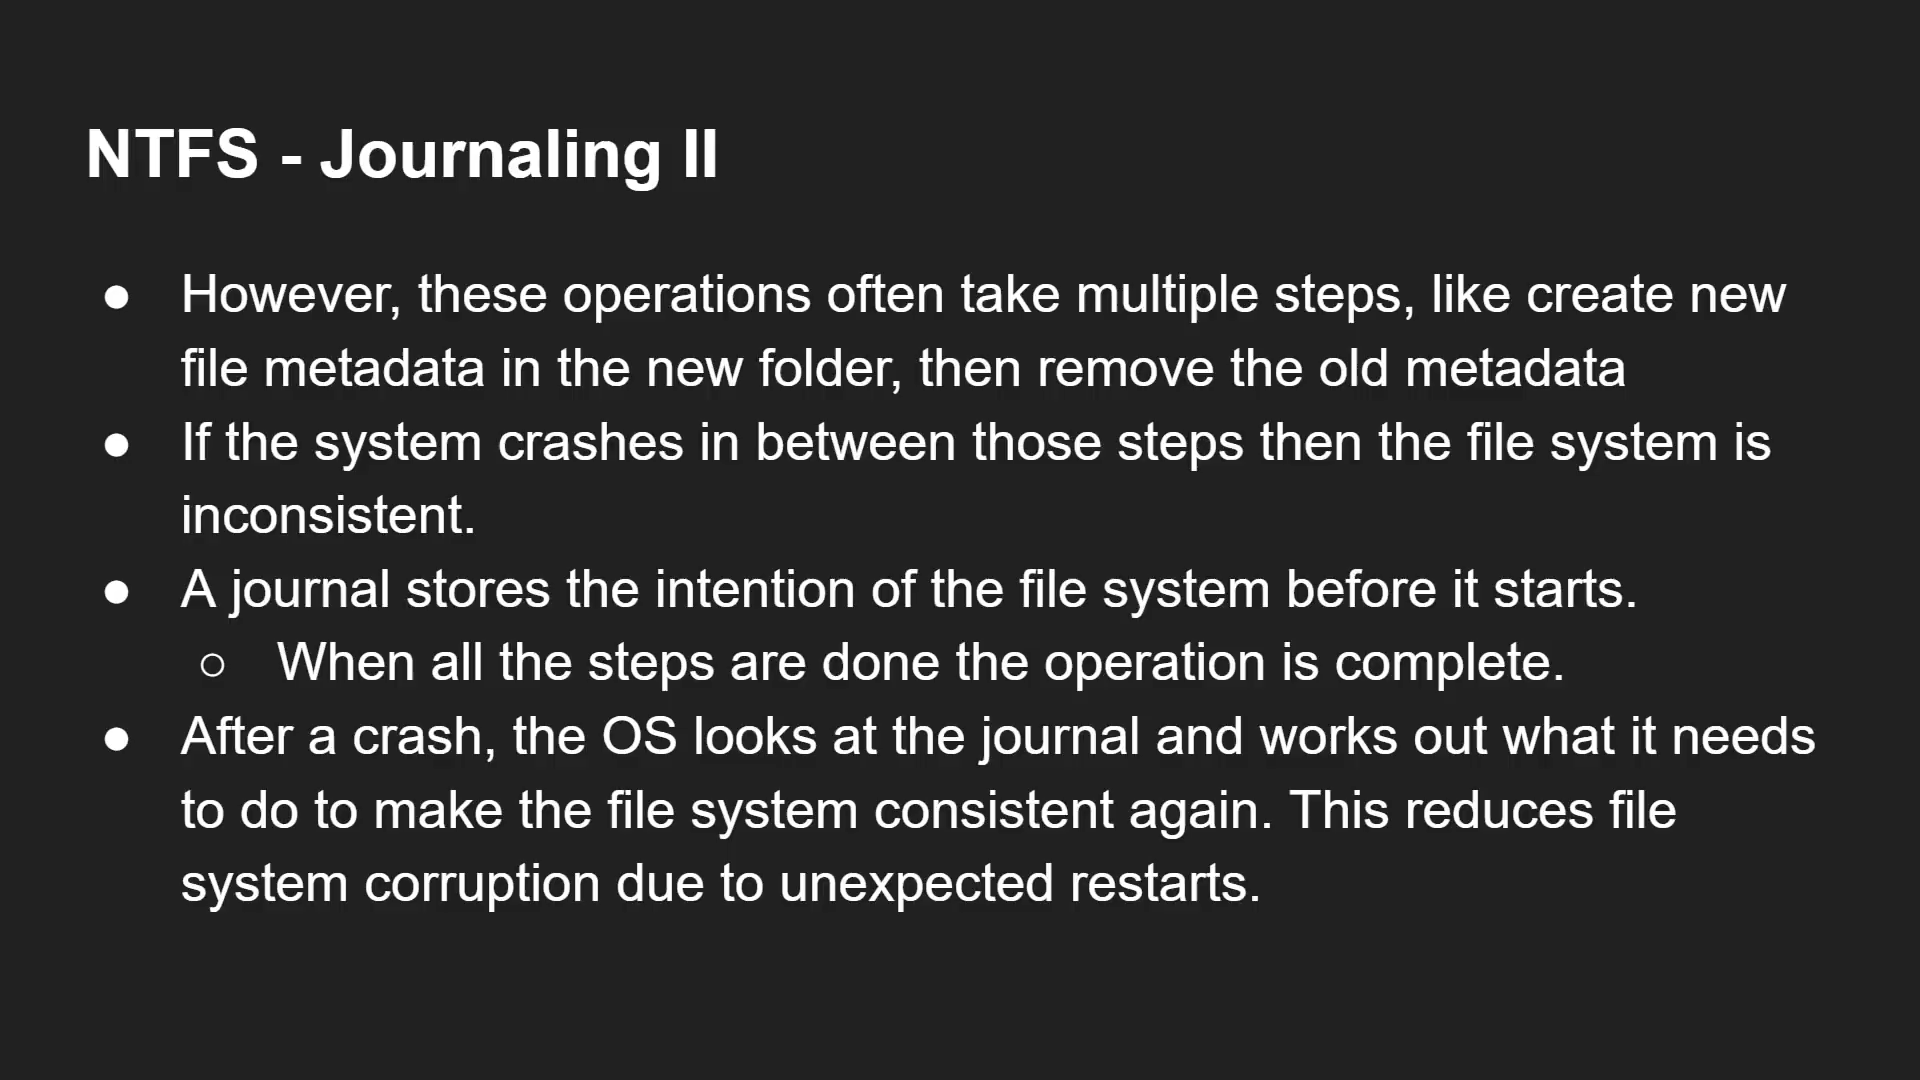 NTFS - Journaling II
● However, these operations often take multiple steps, like create new
file metadata in the new folder, then remove the old metadata
● If the system crashes in between those steps then the file system is
inconsistent.
● A journal stores the intention of the file system before it starts.
○ When all the steps are done the operation is complete.
● After a crash, the OS looks at the journal and works out what it needs
to do to make the file system consistent again. This reduces file
system corruption due to unexpected restarts.